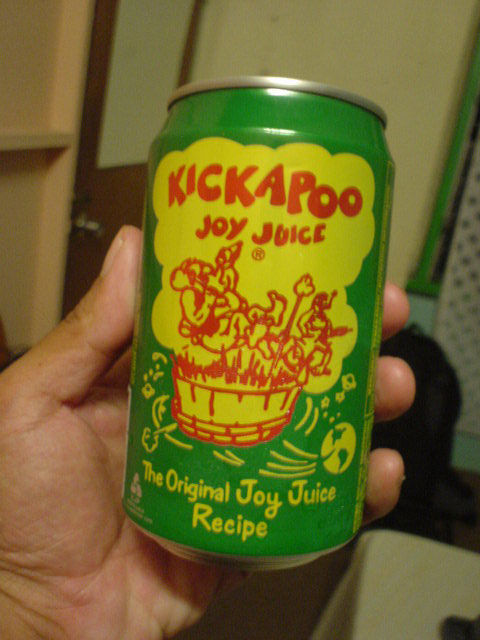 KICKAPOO
JOY JUICE
®
The Original Joy Juice
Recipe